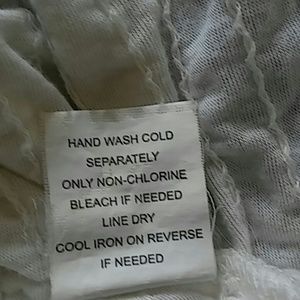 HAND WASH COLD
SEPARATELY
ONLY NON-CHLORINE
BLEACH IF NEEDED
LINE DRY
COOL IRON ON REVERSE
IF NEEDED